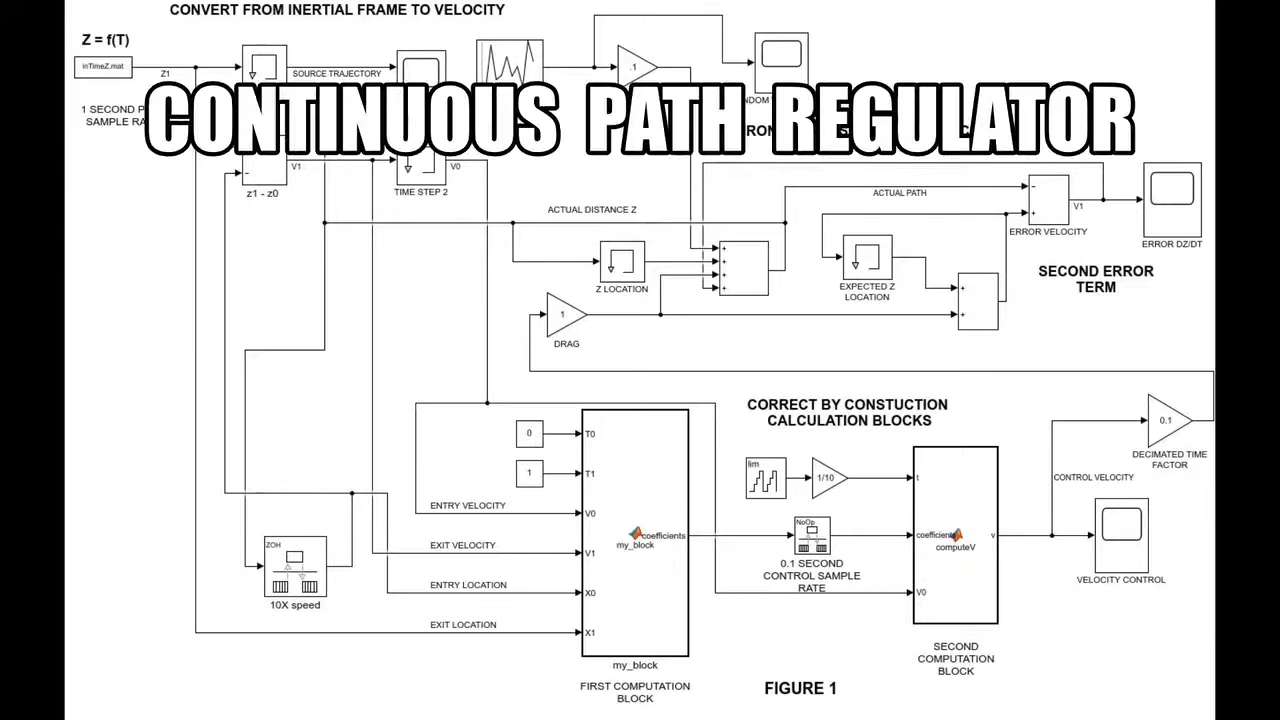 CONVERT FROM INERTIAL FRAME TO VELOCITY
Z = f(T)
inTimeZ.mat
Z1
SOURCE TRAJECTORY
.1
1 SECOND
SAMPLE
CONTINUOUS PATH REGULATOR
V1
V0
z1 - z0
TIME STEP 2
ACTUAL DISTANCE Z
ACTUAL PATH
V1
ERROR VELOCITY
ERROR DZ/DT
Z LOCATION
EXPECTED Z
LOCATION
SECOND ERROR
TERM
1
DRAG
CORRECT BY CONSTUCTION
CALCULATION BLOCKS
0.1
DECIMATED TIME
FACTOR
0
T0
1
T1
lim
1/10
t
CONTROL VELOCITY
ENTRY VELOCITY
V0
coefficients
my_block
NoOp
coefficients
computeV
v
EXIT VELOCITY
V1
ZOH
0.1 SECOND
CONTROL SAMPLE
RATE
VELOCITY CONTROL
ENTRY LOCATION
X0
V0
10X speed
EXIT LOCATION
X1
my_block
FIRST COMPUTATION
BLOCK
SECOND
COMPUTATION
BLOCK
FIGURE 1